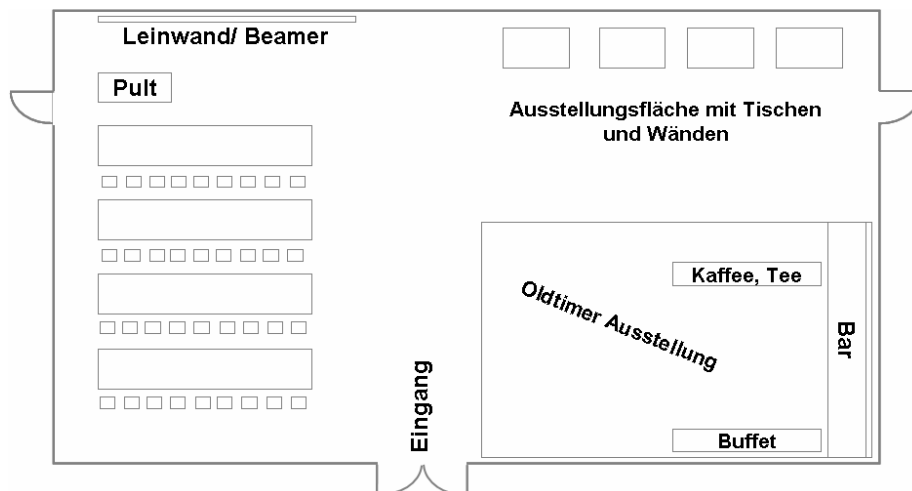 Leinwand/ Beamer
Pult
Ausstellungsfläche mit Tischen
und Wänden
Kaffee, Tee
Oldtimer Ausstellung
Bar
Eingang
Buffet